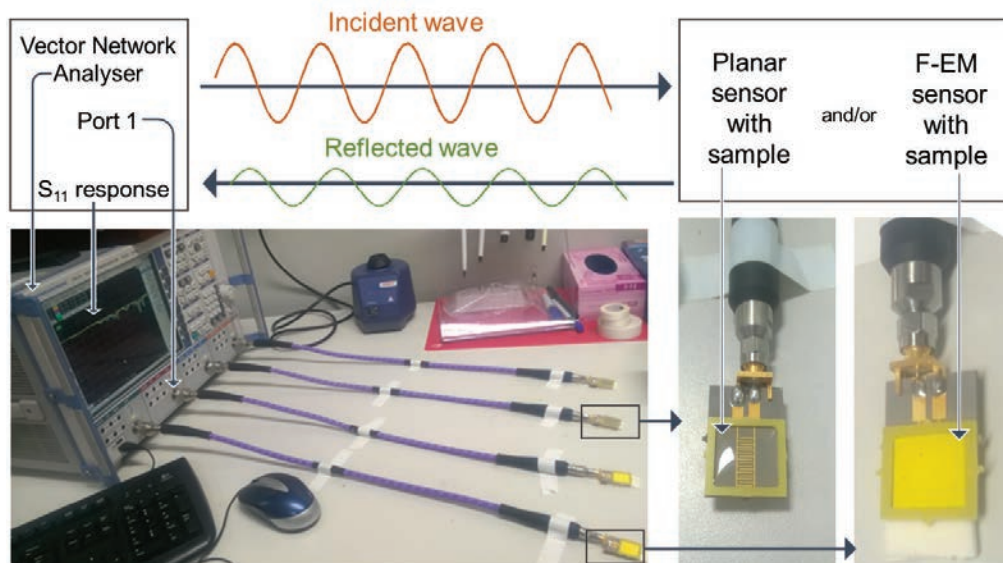 Vector Network
Analyser
Port 1
S₁₁ response
Incident wave
Reflected wave
Planar
sensor
with
sample
and/or
F-EM
sensor
with
sample